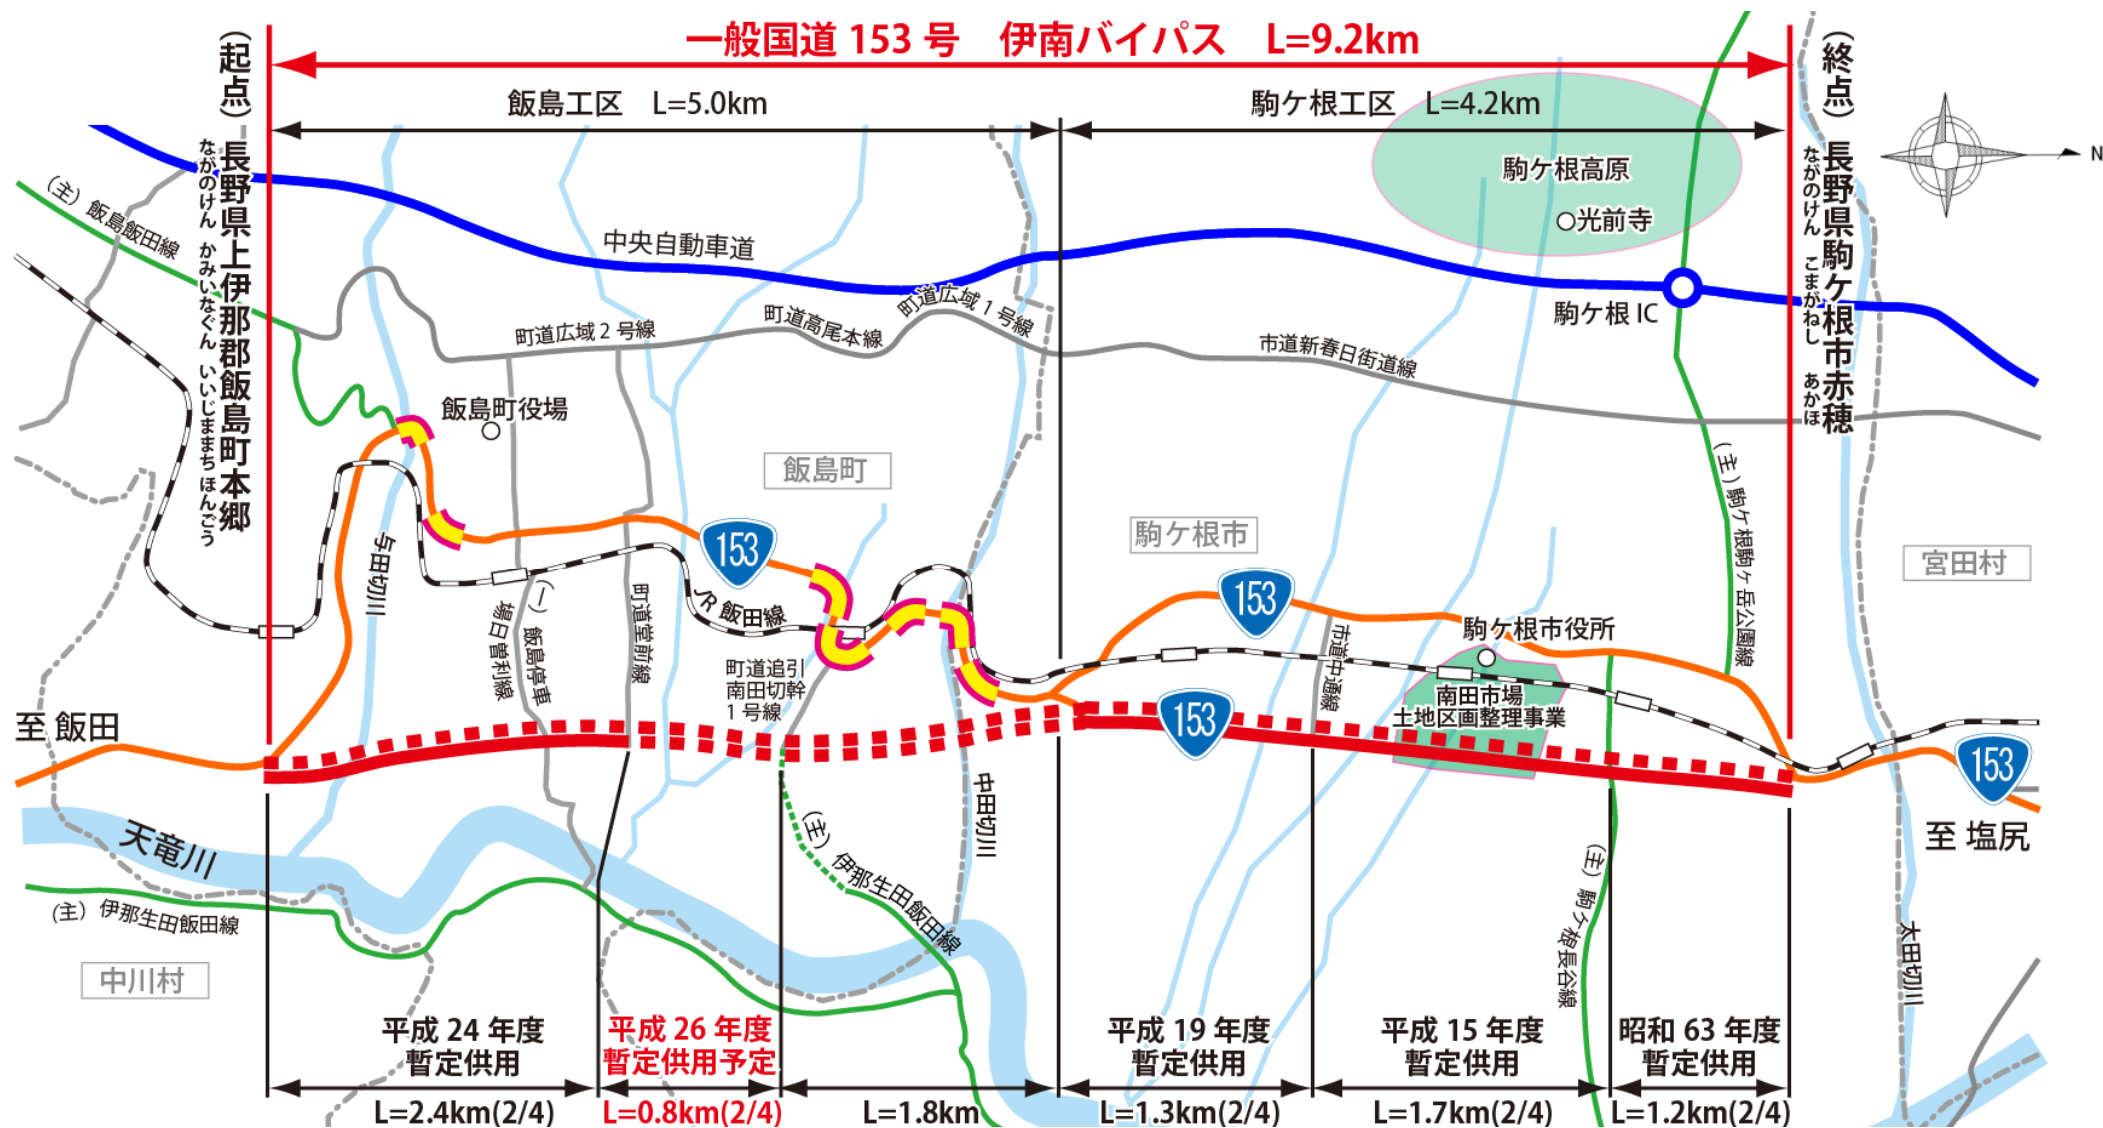 一般国道 153 号　伊南バイパス　L=9.2km
飯島工区　L=5.0km
駒ケ根工区　L=4.2km
（起点）長野県上伊那郡飯島町本郷
ながのけん かみいなぐん いいじままち ほんごう
（終点）長野県駒ケ根市赤穂
ながのけん こまがねし あかほ
N
（主）飯島飯田線
中央自動車道
駒ケ根高原
光前寺
駒ケ根 IC
町道広域 2 号線
町道高尾本線
町道広域 1 号線
市道新春日街道線
飯島町役場
飯島町
駒ケ根市
宮田村
（主）駒ケ根駒ヶ岳公園線
153
153
153
153
与田切川
（一）飯島停車
場日曽利線
町道堂前線
JR 飯田線
町道追引
南田切幹
1 号線
市道中通線
駒ケ根市役所
南田市場
土地区画整理事業
至 飯田
至 塩尻
天竜川
中田切川
太田切川
（主）伊那生田飯田線
（主）伊那生田飯田線
（主）駒ケ根長谷線
中川村
平成 24 年度
暫定供用
L=2.4km(2/4)
平成 26 年度
暫定供用予定
L=0.8km(2/4)
L=1.8km
平成 19 年度
暫定供用
L=1.3km(2/4)
平成 15 年度
暫定供用
L=1.7km(2/4)
昭和 63 年度
暫定供用
L=1.2km(2/4)